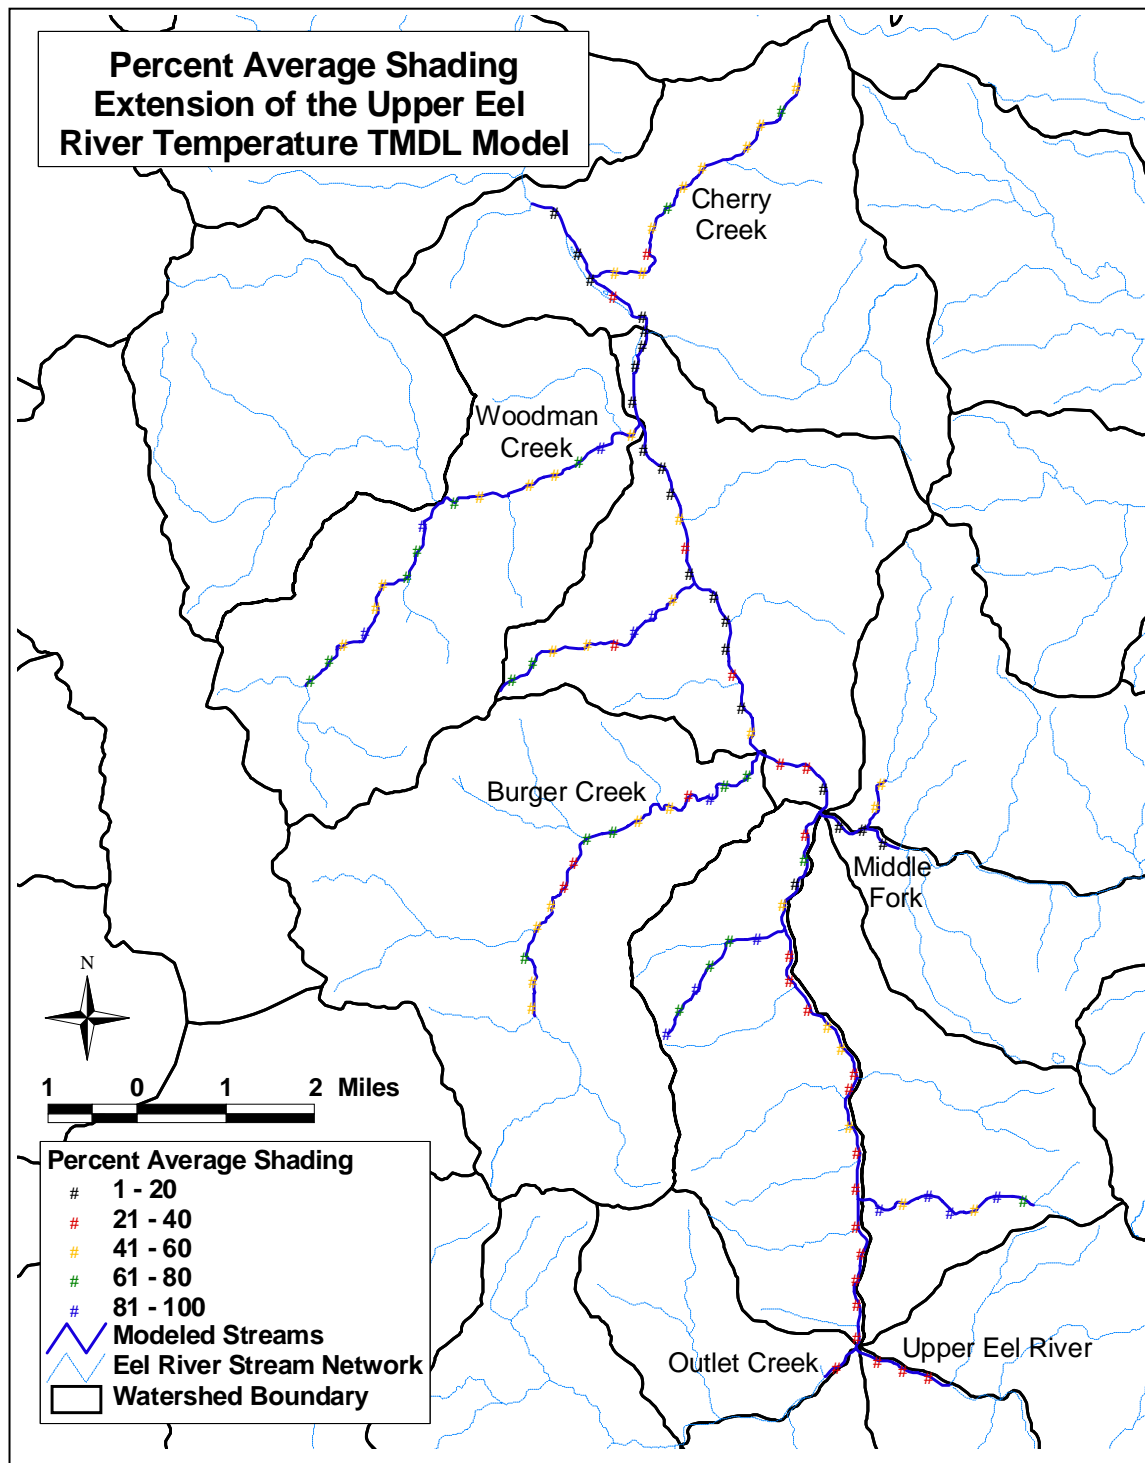 Percent Average Shading
Extension of the Upper Eel
River Temperature TMDL Model
Cherry
Creek
Woodman
Creek
Burger Creek
Middle
Fork
N
1 0 1 2 Miles
Percent Average Shading
# 1 - 20
# 21 - 40
# 41 - 60
# 61 - 80
# 81 - 100
Modeled Streams
Eel River Stream Network
Watershed Boundary
Outlet Creek
Upper Eel River